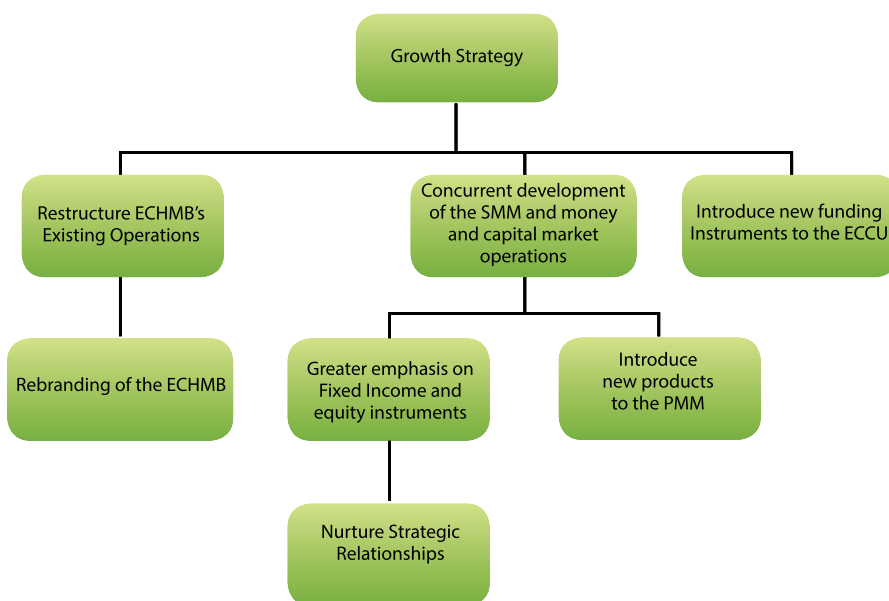 Growth Strategy
Restructure ECHMB’s
Existing Operations
Concurrent development
of the SMM and money
and capital market
operations
Introduce new funding
Instruments to the ECCU
Rebranding of the ECHMB
Greater emphasis on
Fixed Income and
equity instruments
Introduce
new products
to the PMM
Nurture Strategic
Relationships